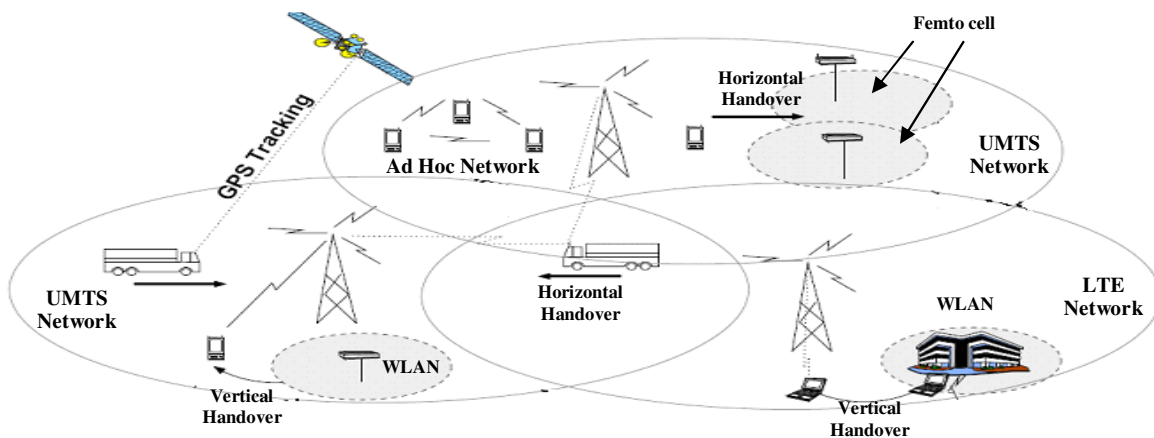 Femto cell
Horizontal
Handover
GPS Tracking
UMTS
Network
Ad Hoc Network
UMTS
Network
Horizontal
Handover
LTE
Network
WLAN
WLAN
Vertical
Handover
Vertical
Handover